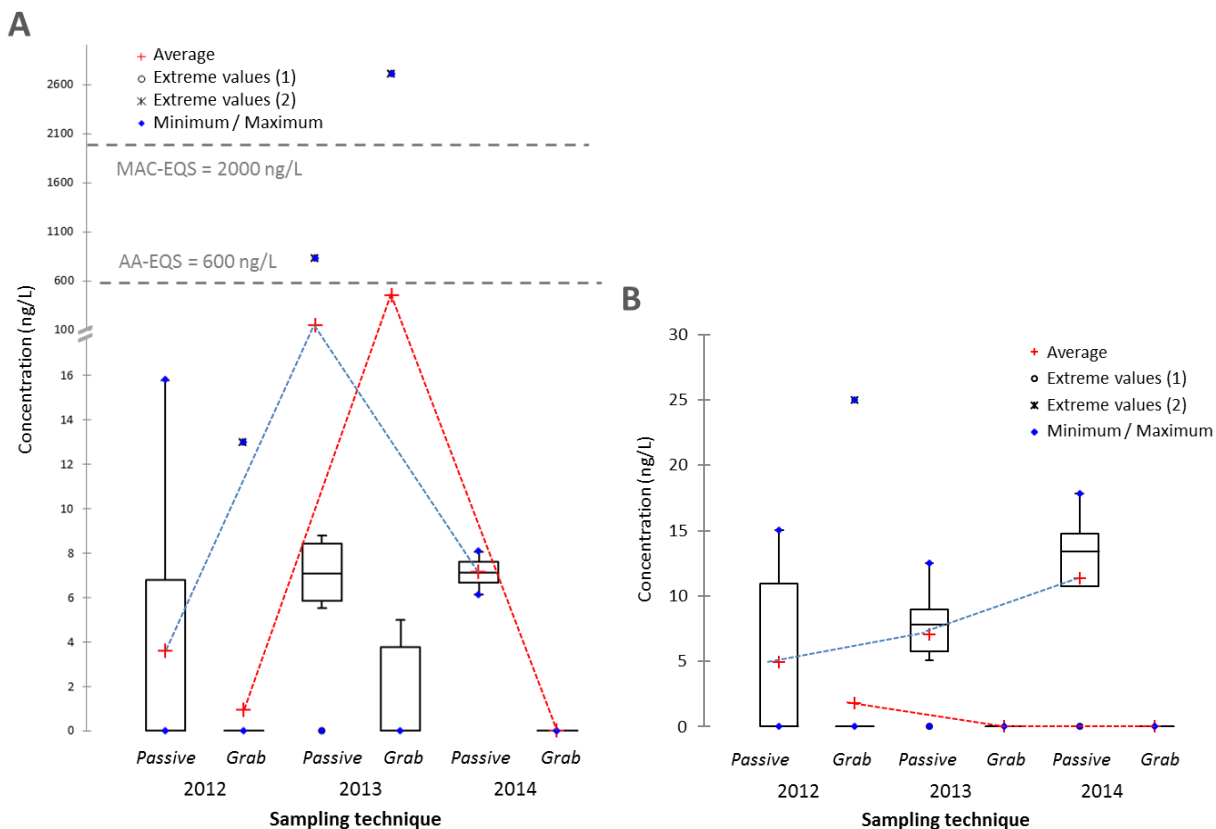 A
Average
Extreme values (1)
Extreme values (2)
Minimum / Maximum
2600
2100
MAC-EQS = 2000 ng/L
1600
1100
AA-EQS = 600 ng/L
600
100
16
14
12
10
8
6
4
2
0
Concentration (ng/L)
Passive Grab Passive Grab Passive Grab
2012 2013 2014
Sampling technique
B
30
25
20
15
10
5
0
Concentration (ng/L)
Average
Extreme values (1)
Extreme values (2)
Minimum / Maximum
Passive Grab Passive Grab Passive Grab
2012 2013 2014
Sampling technique